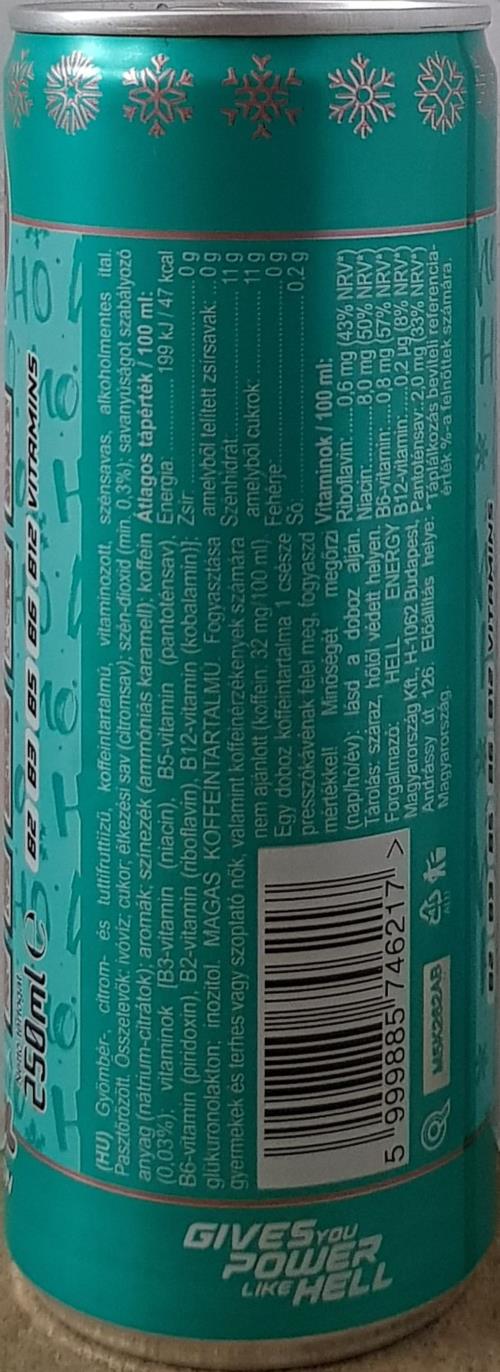 (HU) Gyömbér-, citrom- és tuttifruttiízű, koffeintartalmú, vitaminozott, szénsavas, alkoholmentes ital.
Pasztőrözött. Összetevők: ivóvíz; cukor; étkezési sav (citromsav); szén-dioxid (min. 0,3%); savanyúságot szabályozó
anyag (nátrium-citrátok); aromák; színezék (ammóniás karamell); koffein
(0,03%); vitaminok [B3-vitamin (niacin), B5-vitamin (pantoténsav),
B6-vitamin (piridoxin), B2-vitamin (riboflavin), B12-vitamin (kobalamin)];
glükuronolakton; inozitol. MAGAS KOFFEINTARTALMÚ. Fogyasztása
gyermekek és terhes vagy szoptató nők, valamint koffeinérzékenyek számára
nem ajánlott (koffein: 32 mg/100 ml).
Egy doboz koffeintartalma 1 csésze
presszókávénak felel meg, fogyaszd
mértékkel! Minőségét megőrzi
(nap/hó/év): lásd a doboz alján.
Tárolás: száraz, hőtől védett helyen.
Forgalmazó: HELL ENERGY
Magyarország Kft., H-1062 Budapest,
Andrássy út 126. Előállítás helye:
Magyarország.
Átlagos tápérték / 100 ml:
Energia: 199 kJ / 47 kcal
Zsír 0 g
amelyből telített zsírsavak: 0 g
Szénhidrát 11 g
amelyből cukrok: 11 g
Fehérje: 0 g
Só 0,2 g
Vitaminok / 100 ml:
Riboflavin: 0,6 mg (43% NRV*)
Niacin: 8,0 mg (50% NRV*)
B6-vitamin 0,8 mg (57% NRV*)
B12-vitamin 0,2 µg (8% NRV*)
Pantoténsav: 2,0 mg (33% NRV*)
*Táplálkozási beviteli referencia-
érték %-a felnőttek számára.
5 999885 746217 >
M5K282AB
Nettó térfogat:
250 ml e
B2 B3 B5 B6 B12 VITAMINS
GIVES YOU
POWER
LIKE HELL